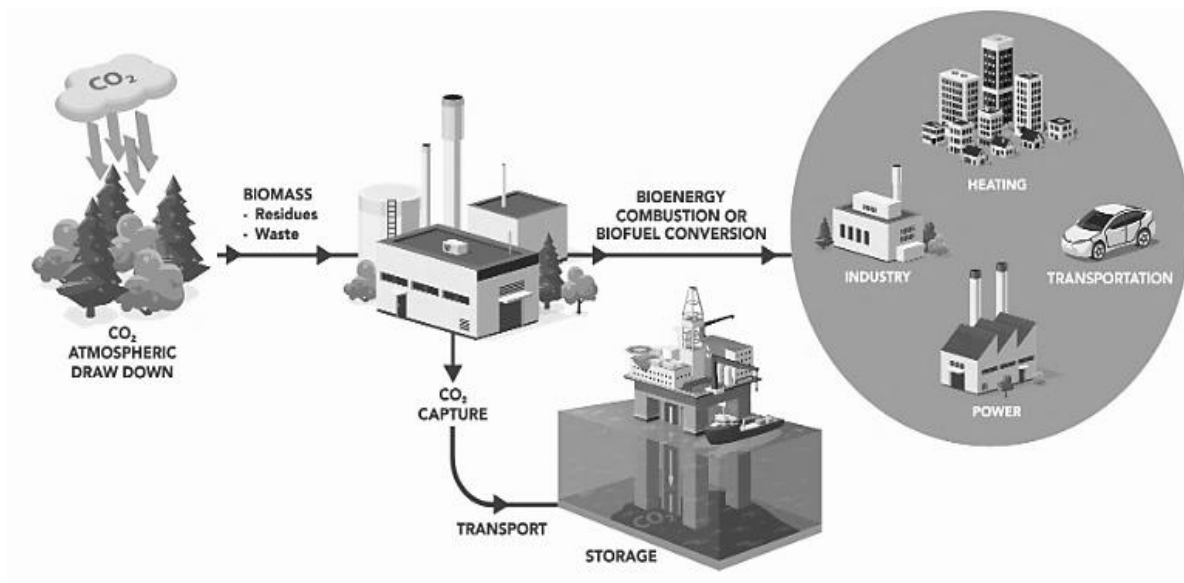 CO₂
CO₂
ATMOSPHERIC
DRAW DOWN
BIOMASS
- Residues
- Waste
BIOENERGY
COMBUSTION OR
BIOFUEL CONVERSION
HEATING
INDUSTRY
TRANSPORTATION
POWER
CO₂
CAPTURE
TRANSPORT
CO₂
STORAGE